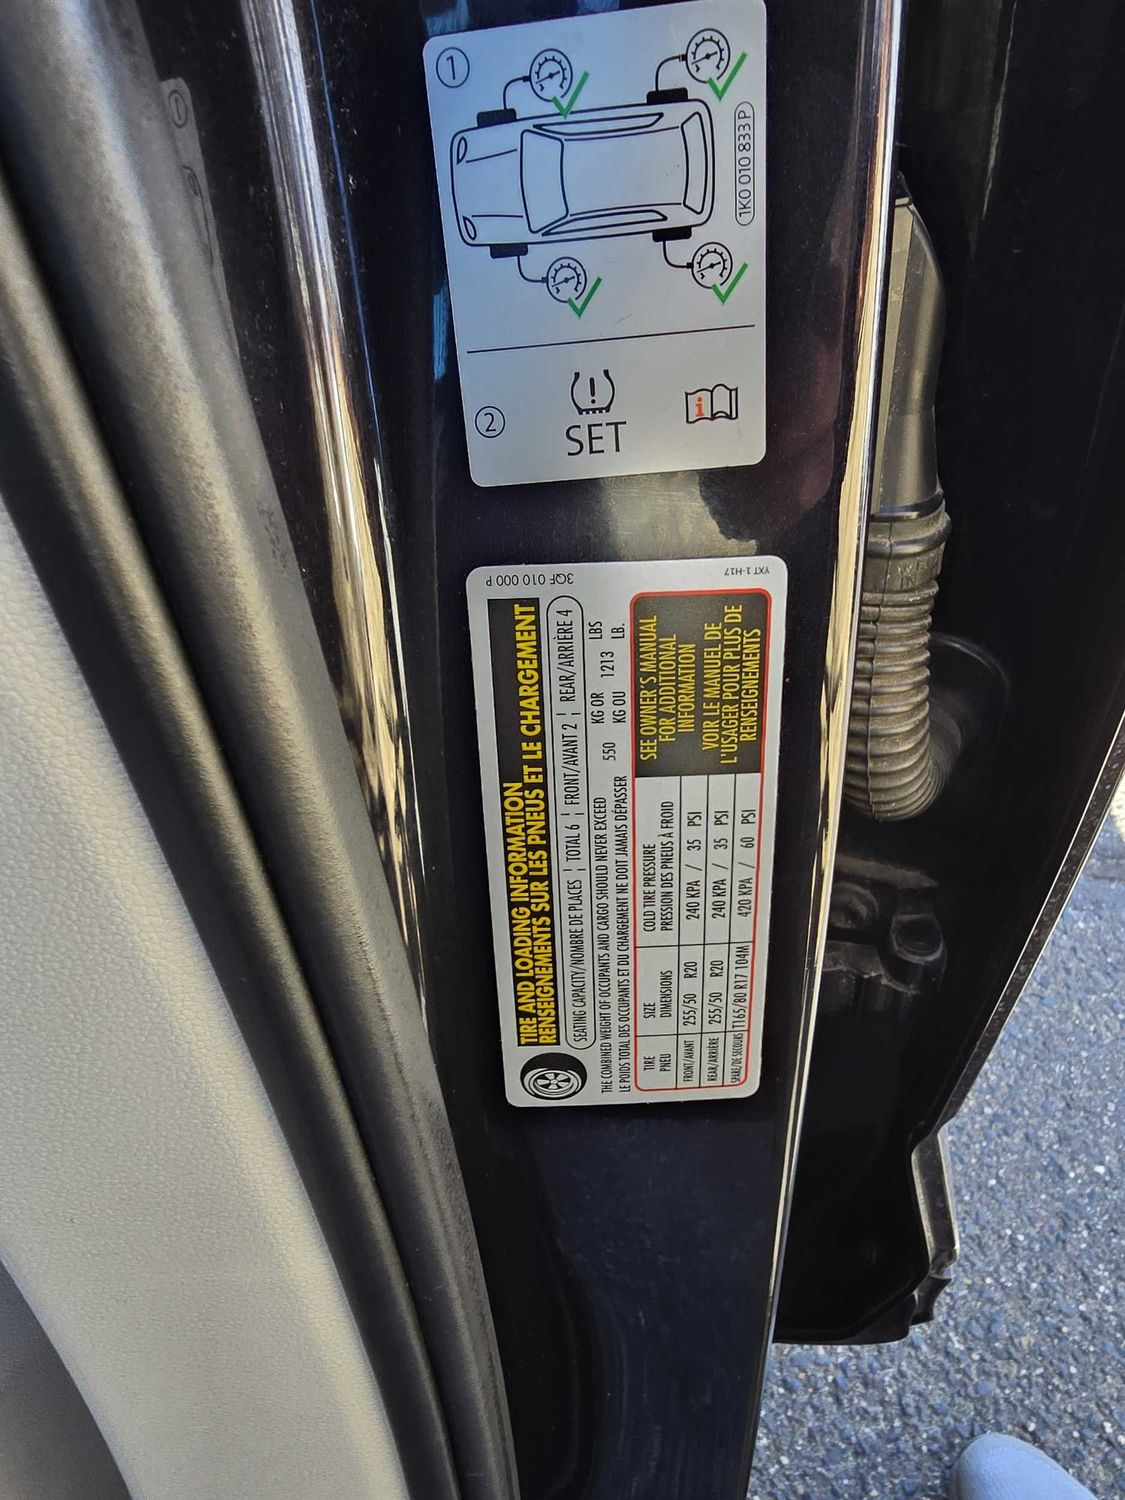 1
1K0 010 833 P
2
SET
i
3QF 010 000 P
TIRE AND LOADING INFORMATION
RENSEIGNEMENTS SUR LES PNEUS ET LE CHARGEMENT
SEATING CAPACITY/NOMBRE DE PLACES ¦ TOTAL 6 ¦ FRONT/AVANT 2 ¦ REAR/ARRIÈRE 4
THE COMBINED WEIGHT OF OCCUPANTS AND CARGO SHOULD NEVER EXCEED 550 KG OR 1213 LBS
LE POIDS TOTAL DES OCCUPANTS ET DU CHARGEMENT NE DOIT JAMAIS DÉPASSER KG OU LB.
TIRE SIZE COLD TIRE PRESSURE
PNEU DIMENSIONS PRESSION DES PNEUS À FROID
FRONT/AVANT 255/50 R20 240 KPA / 35 PSI
REAR/ARRIÈRE 255/50 R20 240 KPA / 35 PSI
SPARE/DE SECOURS T165/80 R17 104M 420 KPA / 60 PSI
SEE OWNER'S MANUAL
FOR ADDITIONAL
INFORMATION
VOIR LE MANUEL DE
L'USAGER POUR PLUS DE
RENSEIGNEMENTS
YXT 1-H17